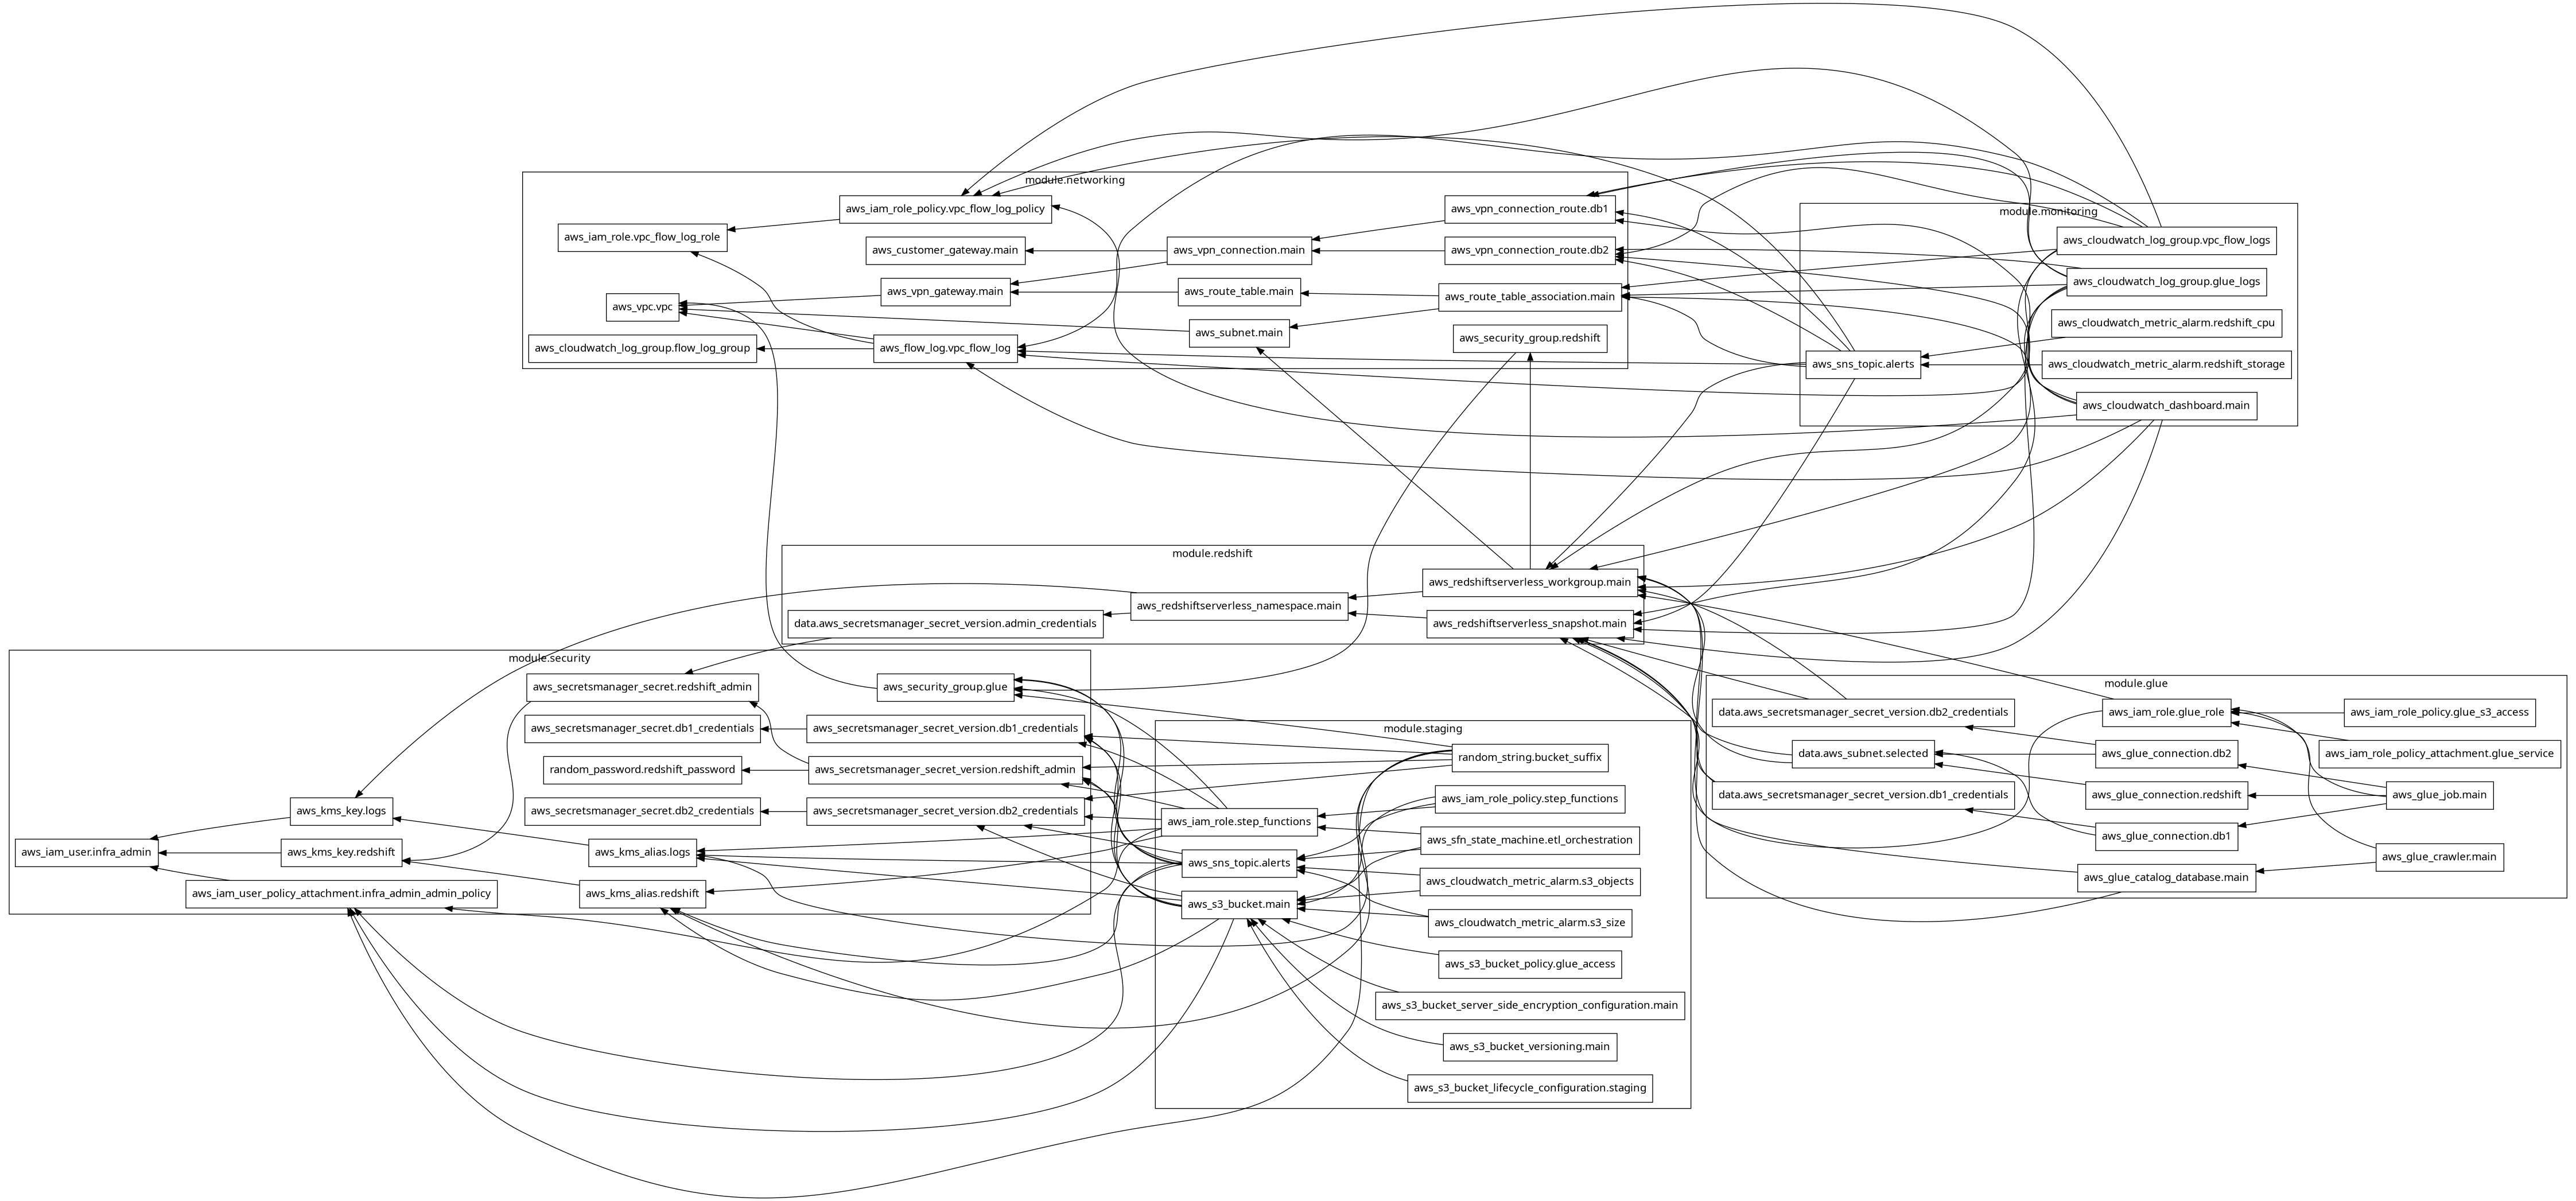 module.networking
aws_iam_role_policy.vpc_flow_log_policy
aws_vpn_connection_route.db1
aws_iam_role.vpc_flow_log_role
aws_customer_gateway.main
aws_vpn_connection.main
aws_vpn_connection_route.db2
aws_vpn_gateway.main
aws_route_table.main
aws_route_table_association.main
aws_vpc.vpc
aws_subnet.main
aws_security_group.redshift
aws_cloudwatch_log_group.flow_log_group
aws_flow_log.vpc_flow_log
module.monitoring
aws_cloudwatch_log_group.vpc_flow_logs
aws_cloudwatch_log_group.glue_logs
aws_cloudwatch_metric_alarm.redshift_cpu
aws_sns_topic.alerts
aws_cloudwatch_metric_alarm.redshift_storage
aws_cloudwatch_dashboard.main
module.redshift
aws_redshiftserverless_workgroup.main
aws_redshiftserverless_namespace.main
data.aws_secretsmanager_secret_version.admin_credentials
aws_redshiftserverless_snapshot.main
module.security
aws_secretsmanager_secret.redshift_admin
aws_security_group.glue
aws_secretsmanager_secret.db1_credentials
aws_secretsmanager_secret_version.db1_credentials
random_password.redshift_password
aws_secretsmanager_secret_version.redshift_admin
aws_kms_key.logs
aws_secretsmanager_secret.db2_credentials
aws_secretsmanager_secret_version.db2_credentials
aws_iam_user.infra_admin
aws_kms_key.redshift
aws_kms_alias.logs
aws_iam_user_policy_attachment.infra_admin_admin_policy
aws_kms_alias.redshift
module.staging
random_string.bucket_suffix
aws_iam_role_policy.step_functions
aws_iam_role.step_functions
aws_sfn_state_machine.etl_orchestration
aws_sns_topic.alerts
aws_cloudwatch_metric_alarm.s3_objects
aws_s3_bucket.main
aws_cloudwatch_metric_alarm.s3_size
aws_s3_bucket_policy.glue_access
aws_s3_bucket_server_side_encryption_configuration.main
aws_s3_bucket_versioning.main
aws_s3_bucket_lifecycle_configuration.staging
module.glue
data.aws_secretsmanager_secret_version.db2_credentials
aws_iam_role.glue_role
aws_iam_role_policy.glue_s3_access
data.aws_subnet.selected
aws_glue_connection.db2
aws_iam_role_policy_attachment.glue_service
data.aws_secretsmanager_secret_version.db1_credentials
aws_glue_connection.redshift
aws_glue_job.main
aws_glue_connection.db1
aws_glue_crawler.main
aws_glue_catalog_database.main